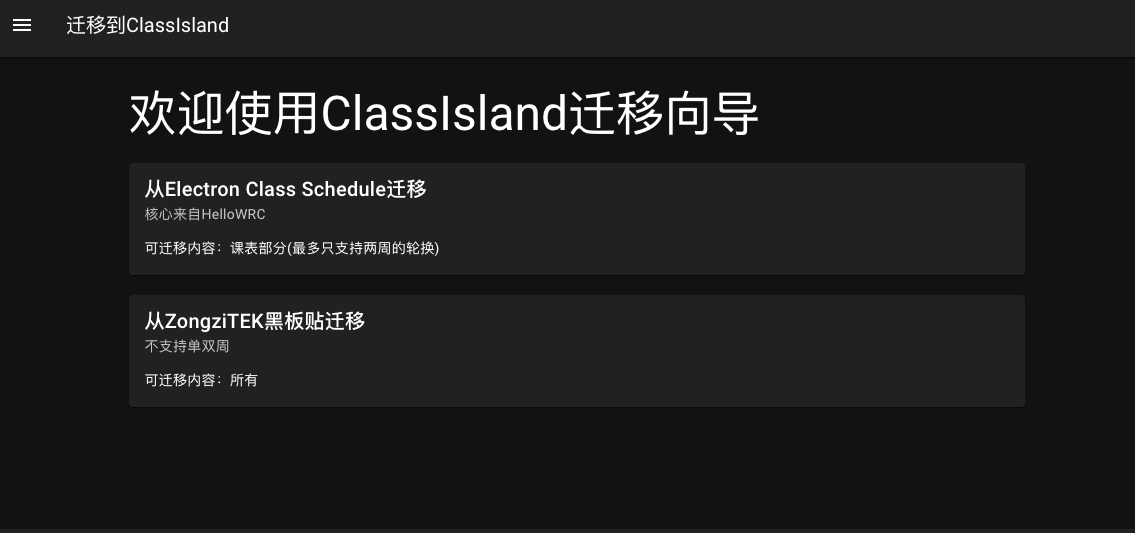 迁移到ClassIsland
欢迎使用ClassIsland迁移向导
从Electron Class Schedule迁移
核心来自HelloWRC
可迁移内容：课表部分(最多只支持两周的轮换)
从ZongziTEK黑板贴迁移
不支持单双周
可迁移内容：所有